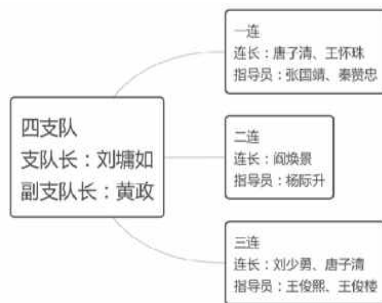 四支队
支队长：刘墉如
副支队长：黄政
一连
连长：唐了清、王怀珠
指导员：张国靖、秦赞忠
二连
连长：阎焕景
指导员：杨际升
三连
连长：刘少勇、唐子清
指导员：王俊熙、王俊楼